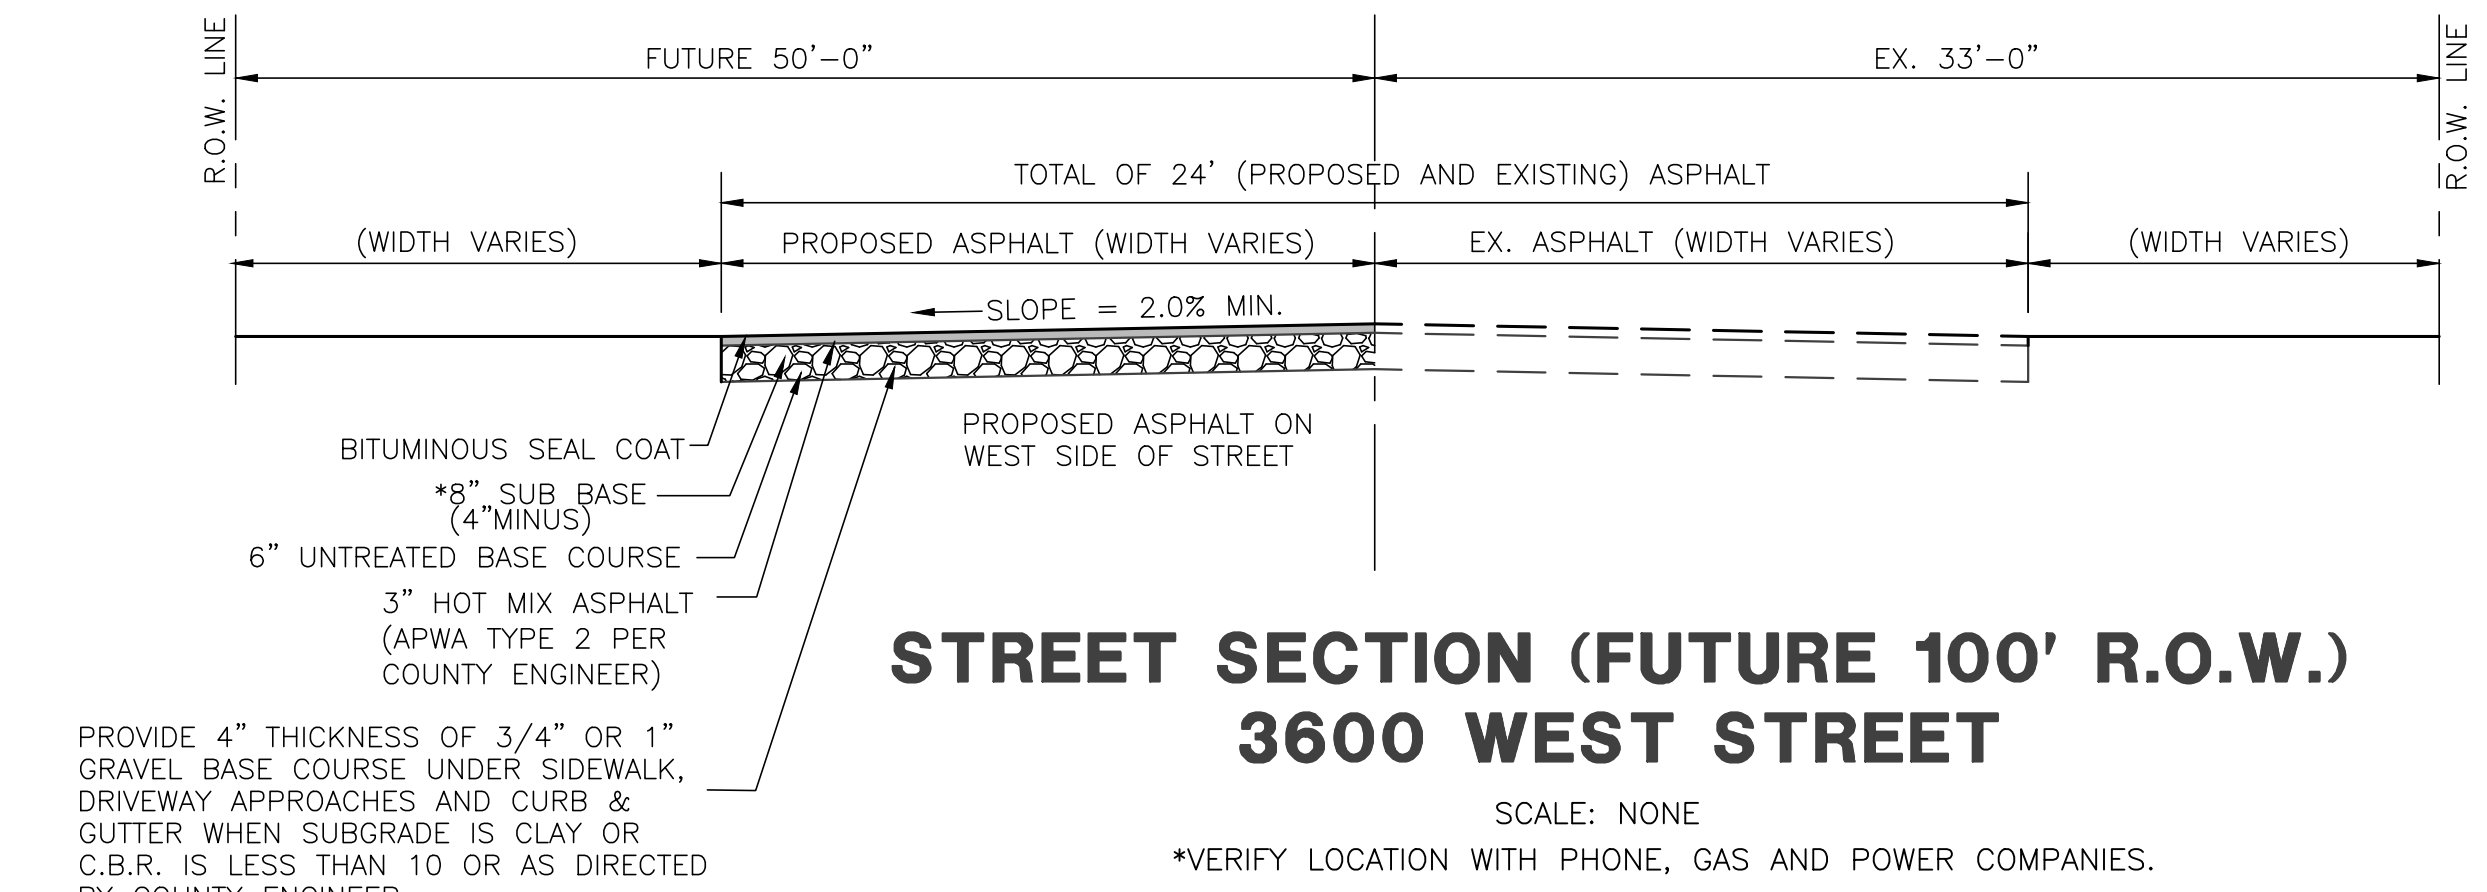 R.O.W. LINE
FUTURE 50'-0"
EX. 33'-0"
R.O.W. LINE
TOTAL OF 24' (PROPOSED AND EXISTING) ASPHALT
(WIDTH VARIES)
PROPOSED ASPHALT (WIDTH VARIES)
EX. ASPHALT (WIDTH VARIES)
(WIDTH VARIES)
SLOPE = 2.0% MIN.
PROPOSED ASPHALT ON
WEST SIDE OF STREET
BITUMINOUS SEAL COAT
*8" SUB BASE
(4"MINUS)
6" UNTREATED BASE COURSE
3" HOT MIX ASPHALT
(APWA TYPE 2 PER
COUNTY ENGINEER)
PROVIDE 4" THICKNESS OF 3/4" OR 1"
GRAVEL BASE COURSE UNDER SIDEWALK,
DRIVEWAY APPROACHES AND CURB &
GUTTER WHEN SUBGRADE IS CLAY OR
C.B.R. IS LESS THAN 10 OR AS DIRECTED
BY COUNTY ENGINEER
STREET SECTION (FUTURE 100' R.O.W.)
3600 WEST STREET
SCALE: NONE
*VERIFY LOCATION WITH PHONE, GAS AND POWER COMPANIES.